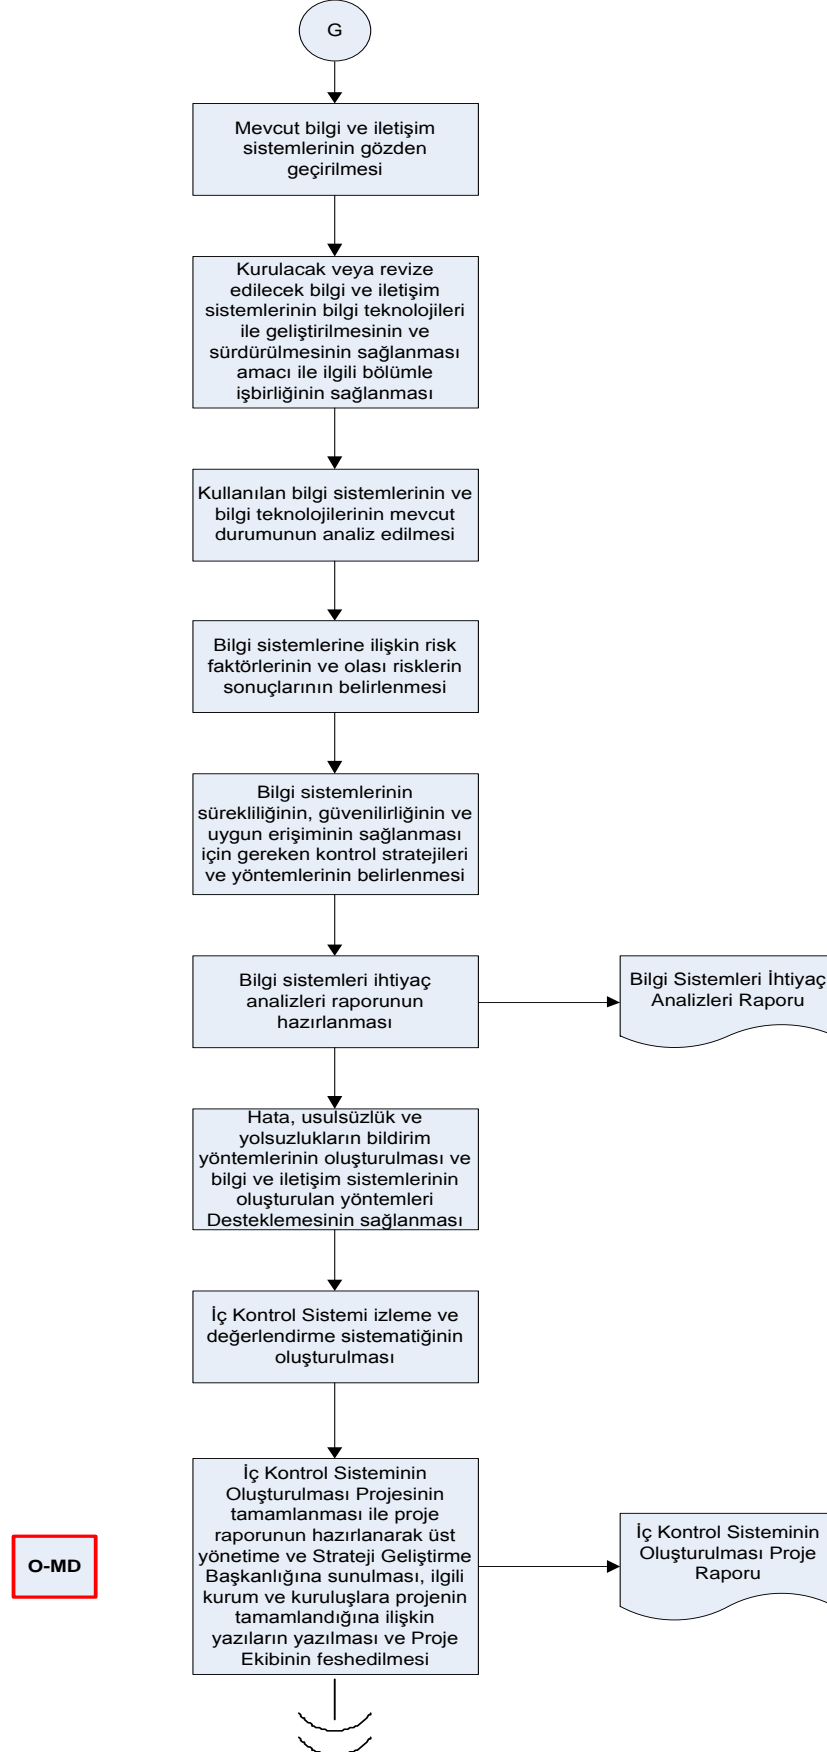 G
Mevcut bilgi ve iletişim
sistemlerinin gözden
geçirilmesi
Kurulacak veya revize
edilecek bilgi ve iletişim
sistemlerinin bilgi teknolojileri
ile geliştirilmesinin ve
sürdürülmesinin sağlanması
amacı ile ilgili bölümle
işbirliğinin sağlanması
Kullanılan bilgi sistemlerinin ve
bilgi teknolojilerinin mevcut
durumunun analiz edilmesi
Bilgi sistemlerine ilişkin risk
faktörlerinin ve olası risklerin
sonuçlarının belirlenmesi
Bilgi sistemlerinin
sürekliliğinin, güvenilirliğinin ve
uygun erişiminin sağlanması
için gereken kontrol stratejileri
ve yöntemlerinin belirlenmesi
Bilgi sistemleri ihtiyaç
analizleri raporunun
hazırlanması
Bilgi Sistemleri İhtiyaç
Analizleri Raporu
Hata, usulsüzlük ve
yolsuzlukların bildirim
yöntemlerinin oluşturulması ve
bilgi ve iletişim sistemlerinin
oluşturulan yöntemleri
Desteklemesinin sağlanması
İç Kontrol Sistemi izleme ve
değerlendirme sistematiğinin
oluşturulması
O-MD
İç Kontrol Sisteminin
Oluşturulması Projesinin
tamamlanması ile proje
raporunun hazırlanarak üst
yönetime ve Strateji Geliştirme
Başkanlığına sunulması, ilgili
kurum ve kuruluşlara projenin
tamamlandığına ilişkin
yazıların yazılması ve Proje
Ekibinin feshedilmesi
İç Kontrol Sisteminin
Oluşturulması Proje
Raporu